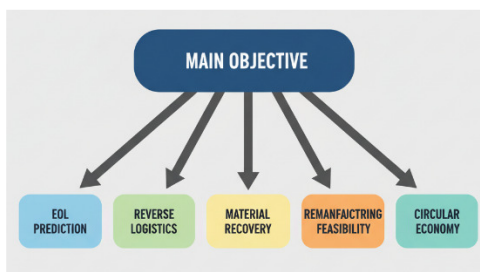 MAIN OBJECTIVE
EOL
PREDICTION
REVERSE
LOGISTICS
MATERIAL
RECOVERY
REMANFAICTRING
FEASIBILITY
CIRCULAR
ECONOMY